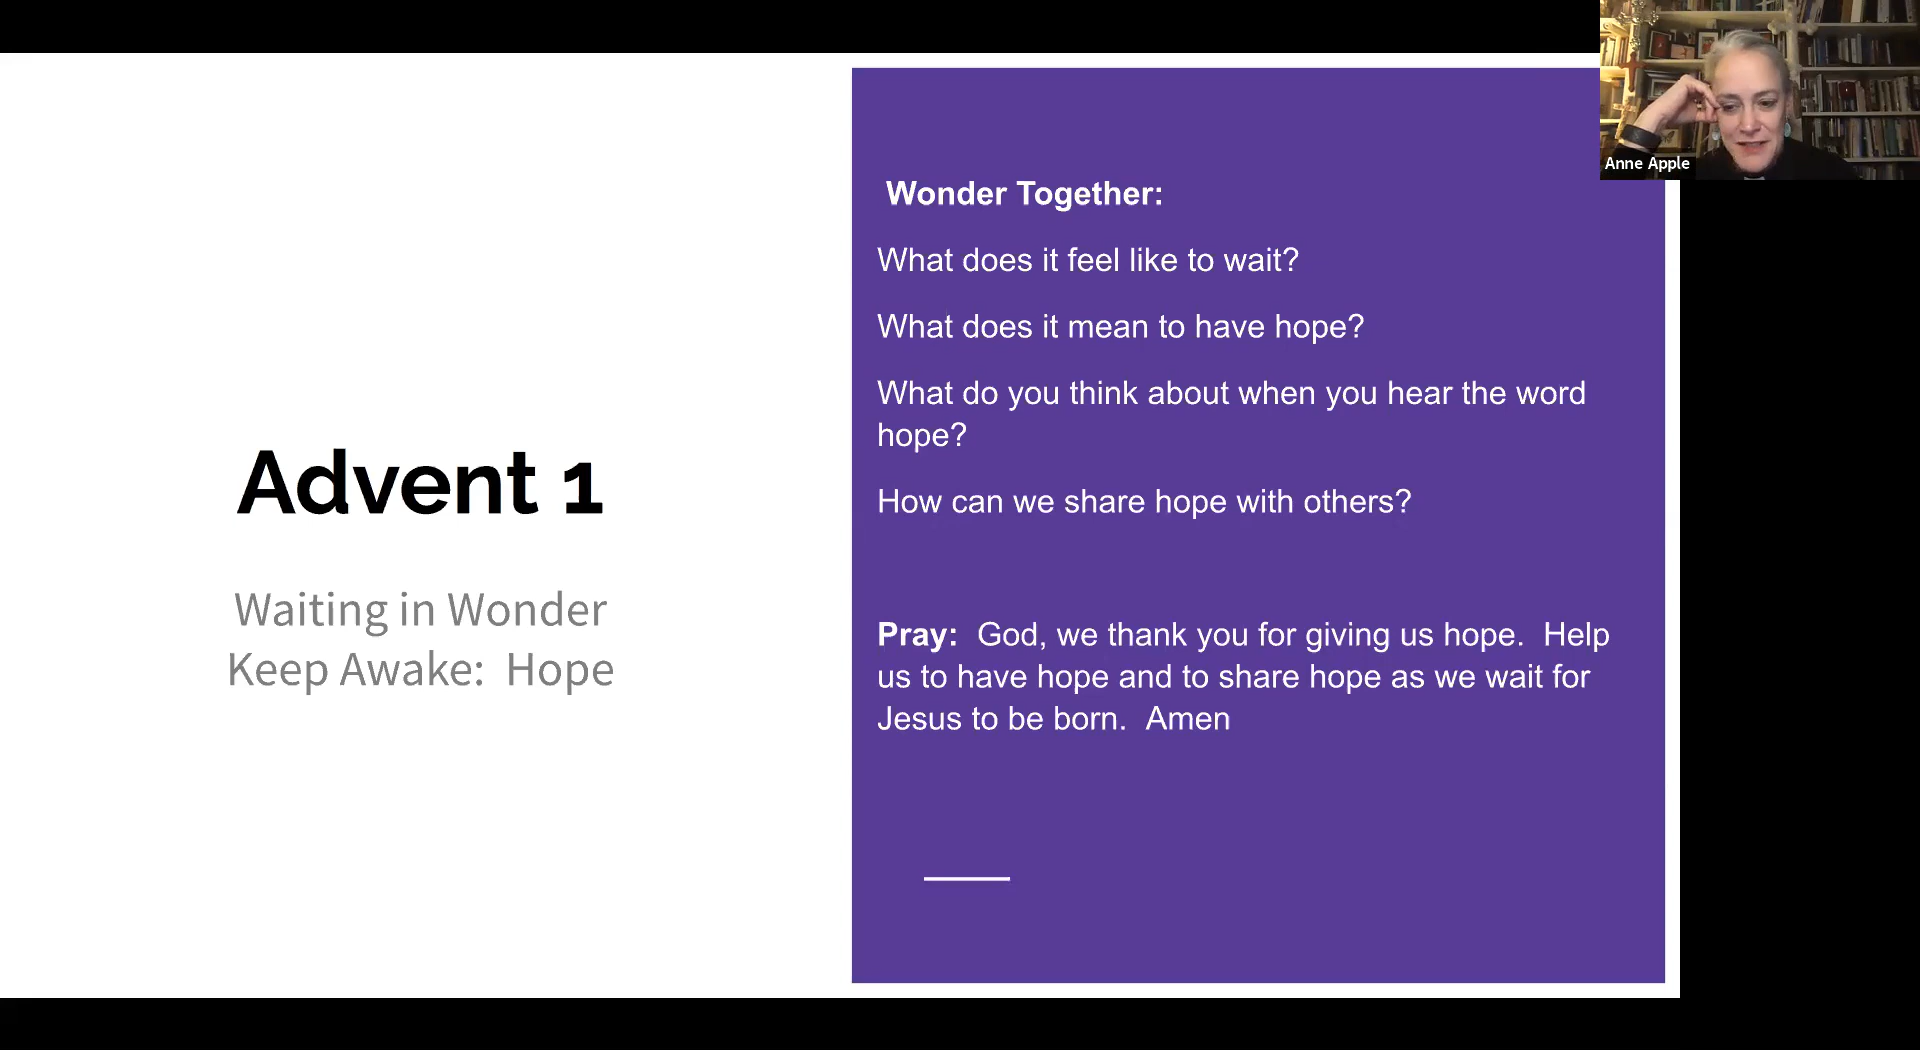 Advent 1
Waiting in Wonder
Keep Awake:  Hope
Wonder Together:
What does it feel like to wait?
What does it mean to have hope?
What do you think about when you hear the word
hope?
How can we share hope with others?
Pray:  God, we thank you for giving us hope.  Help
us to have hope and to share hope as we wait for
Jesus to be born.  Amen
Anne Apple